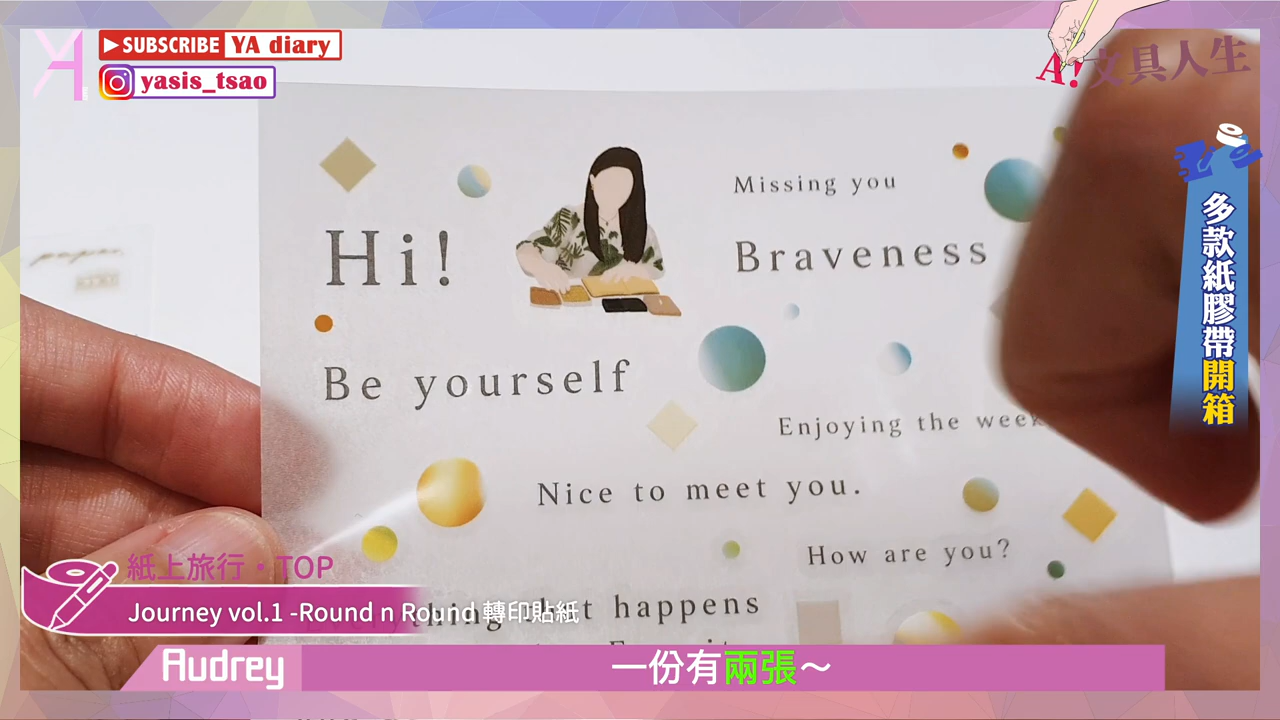 SUBSCRIBE YA diary
yasis_tsao
A!文具人生
多款紙膠帶開箱
Missing you
Hi!
Braveness
Be yourself
Enjoying the week
Nice to meet you.
How are you?
thing that happens
紙上旅行·TOP
Journey vol.1 -Round n Round 轉印貼紙
Audrey
一份有兩張～